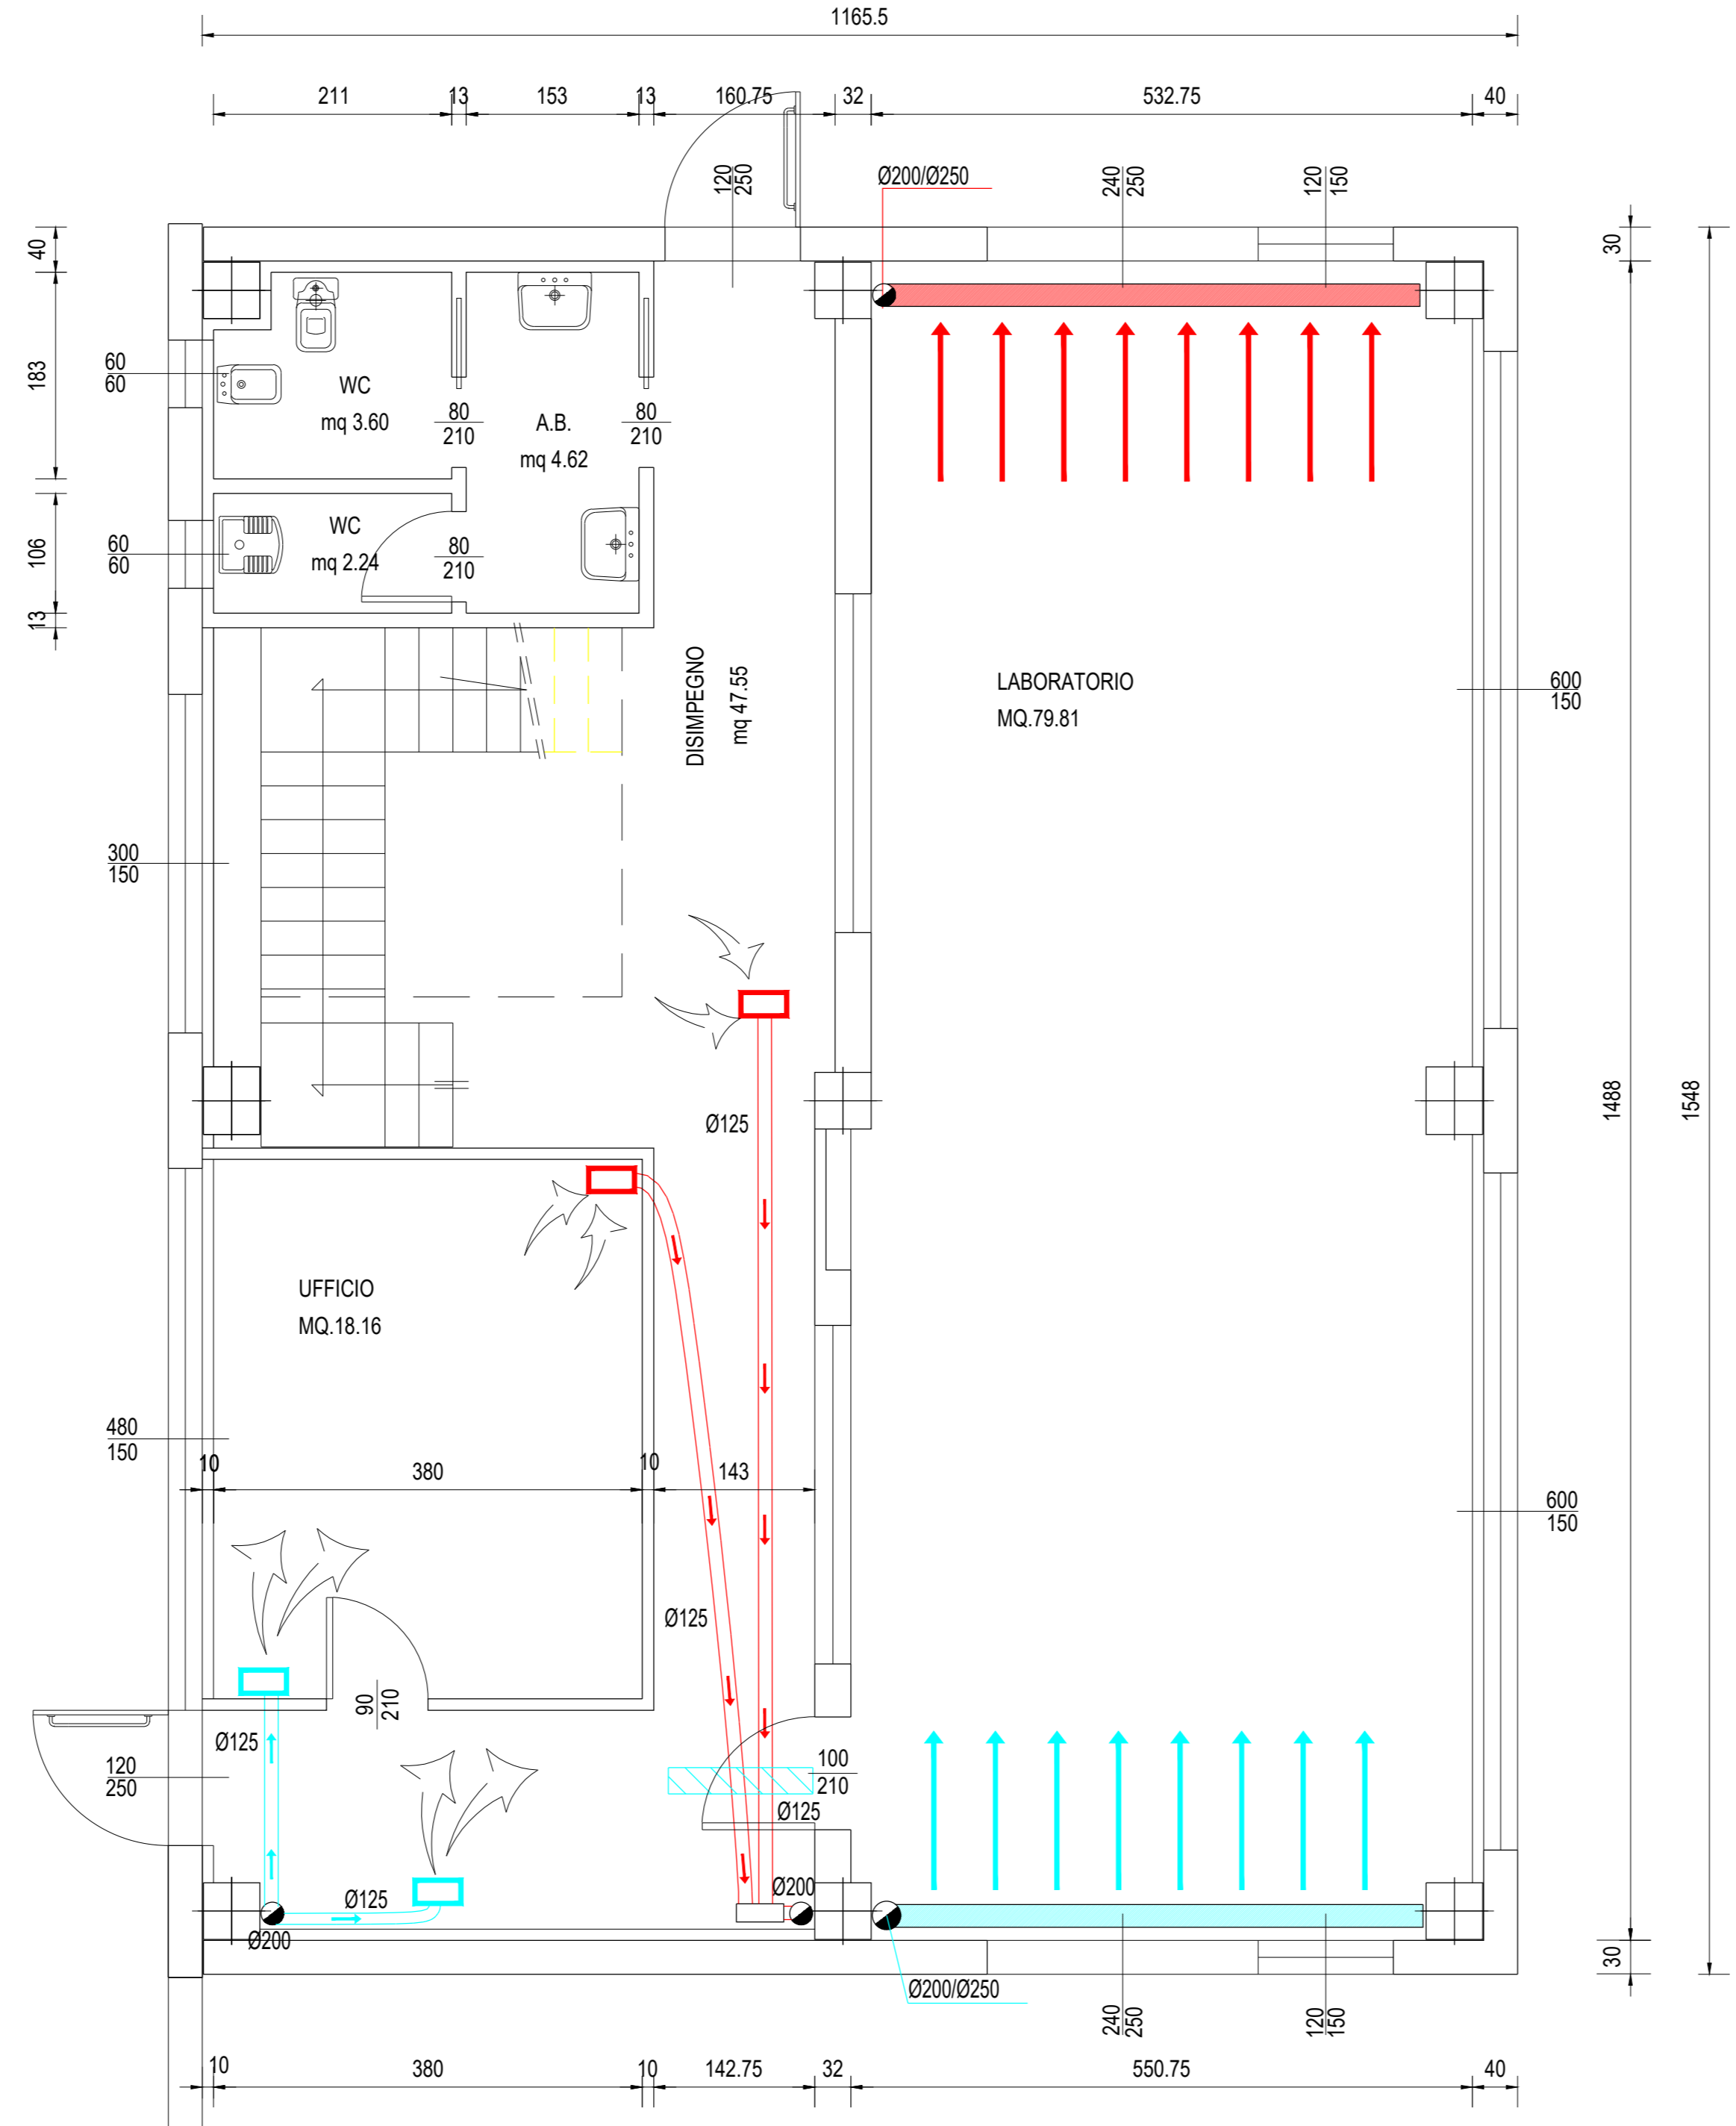 1165.5
211
13
153
13
160.75
32
532.75
40
120
250
Ø200/Ø250
240
250
120
150
40
183
106
13
30
1488
1548
30
60
60
WC
mq 3.60
80
210
A.B.
mq 4.62
80
210
60
60
WC
mq 2.24
80
210
DISIMPEGNO
mq 47.55
LABORATORIO
MQ.79.81
600
150
300
150
Ø125
UFFICIO
MQ.18.16
480
150
10
380
10
143
600
150
Ø125
90
210
Ø125
120
250
100
210
Ø125
Ø125
Ø200
Ø200
Ø200/Ø250
240
250
120
150
10
380
10
142.75
32
550.75
40